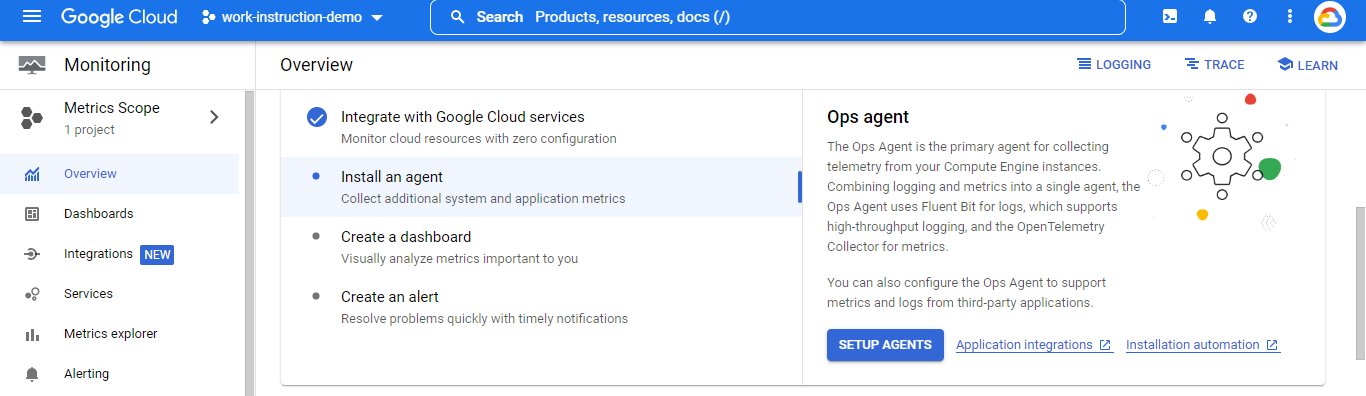 Google Cloud
work-instruction-demo
Search Products, resources, docs (/)
Monitoring
Overview
LOGGING
TRACE
LEARN
Metrics Scope
1 project
Overview
Dashboards
Integrations NEW
Services
Metrics explorer
Alerting
Integrate with Google Cloud services
Monitor cloud resources with zero configuration
Install an agent
Collect additional system and application metrics
Create a dashboard
Visually analyze metrics important to you
Create an alert
Resolve problems quickly with timely notifications
Ops agent
The Ops Agent is the primary agent for collecting
telemetry from your Compute Engine instances.
Combining logging and metrics into a single agent, the
Ops Agent uses Fluent Bit for logs, which supports
high-throughput logging, and the OpenTelemetry
Collector for metrics.
You can also configure the Ops Agent to support
metrics and logs from third-party applications.
SETUP AGENTS
Application integrations
Installation automation